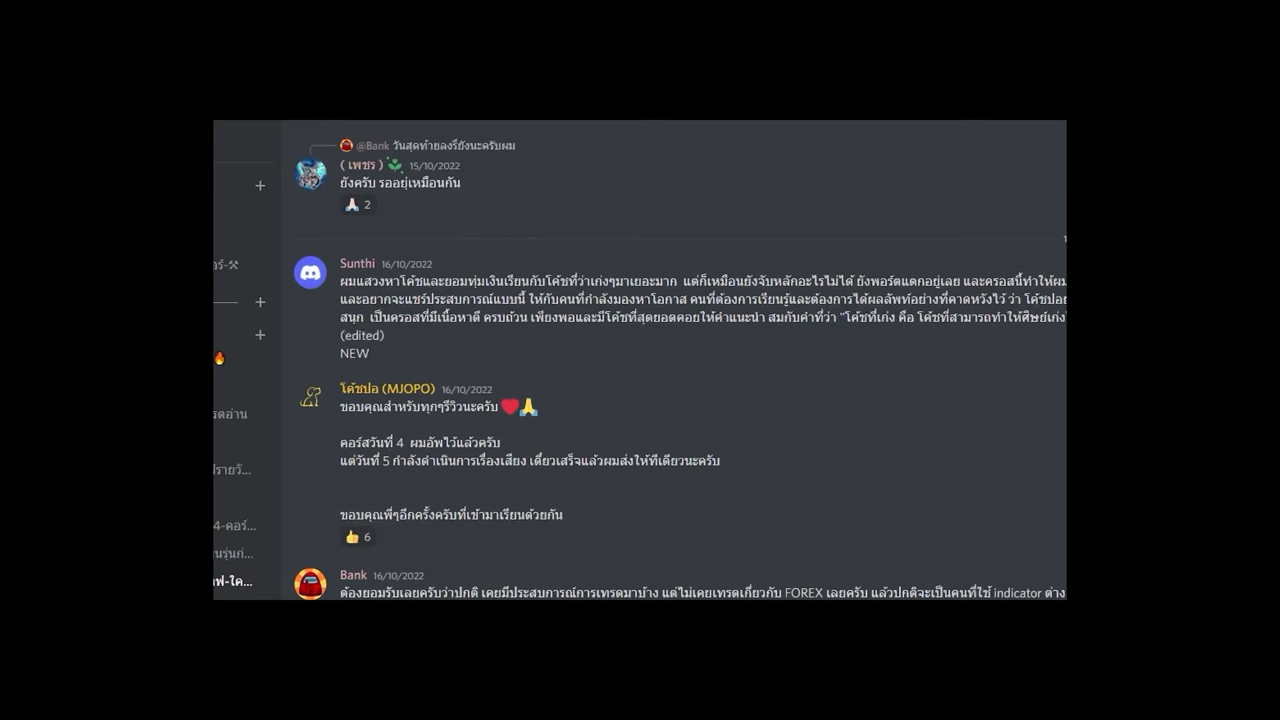 @Bank วันสุดท้ายลงรึยังนะครับผม
( เพชร ) 15/10/2022
ยังครับ รออยู่เหมือนกัน
2
อร์-
Sunthi 16/10/2022
ผมแสวงหาโค้ชและยอมทุ่มเงินเรียนกับโค้ชที่ว่าเก่งๆมาเยอะมาก แต่ก็เหมือนยังจับหลักอะไรไม่ได้ ยังพอร์ตแตกอยู่เลย และครอสนี้ทำให้ผม
และอยากจะแชร์ประสบการณ์แบบนี้ ให้กับคนที่กำลังมองหาโอกาส คนที่ต้องการเรียนรู้และต้องการได้ผลลัพท์อย่างที่คาดหวังไว้ ว่า โค้ชปอ
สนุก เป็นครอสที่มีเนื้อหาดี ครบถ้วน เพียงพอและมีโค้ชที่สุดยอดคอยให้คำแนะนำ สมกับคำที่ว่า "โค้ชที่เก่ง คือ โค้ชที่สามารถทำให้ศิษย์เก่ง
(edited)
NEW
โค้ชปอ (MJOPO) 16/10/2022
ขอบคุณสำหรับทุกๆรีวิวนะครับ ❤️🙏
รดอ่าน
คอร์สวันที่ 4 ผมอัพไว้แล้วครับ
แต่วันที่ 5 กำลังดำเนินการเรื่องเสียง เดี๋ยวเสร็จแล้วผมส่งให้ทีเดียวนะครับ
ปรายวั...
ขอบคุณพี่ๆอีกครั้งครับที่เข้ามาเรียนด้วยกัน
4-คอร์...
6
นรุ่นก่...
Bank 16/10/2022
าฟ-ใค...
ต้องยอมรับเลยครับว่าปกติ เคยมีประสบการณ์การเทรดมาบ้าง แต่ไม่เคยเทรดเกี่ยวกับ FOREX เลยครับ แล้วปกติจะเป็นคนที่ใช้ indicator ต่าง